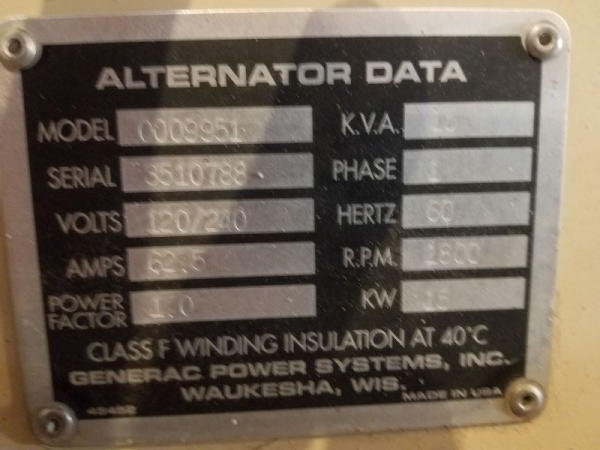 ALTERNATOR DATA
MODEL 0009951 K.V.A.
SERIAL 3510788 PHASE 1
VOLTS 120/240 HERTZ 60
AMPS 62.5 R.P.M. 1800
POWER FACTOR 1.0 KW 15
CLASS F WINDING INSULATION AT 40°C
GENERAC POWER SYSTEMS, INC.
WAUKESHA, WIS.
MADE IN USA